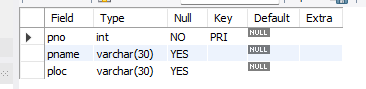 Field Type Null Key Default Extra
pno int NO PRI NULL
pname varchar(30) YES NULL
ploc varchar(30) YES NULL